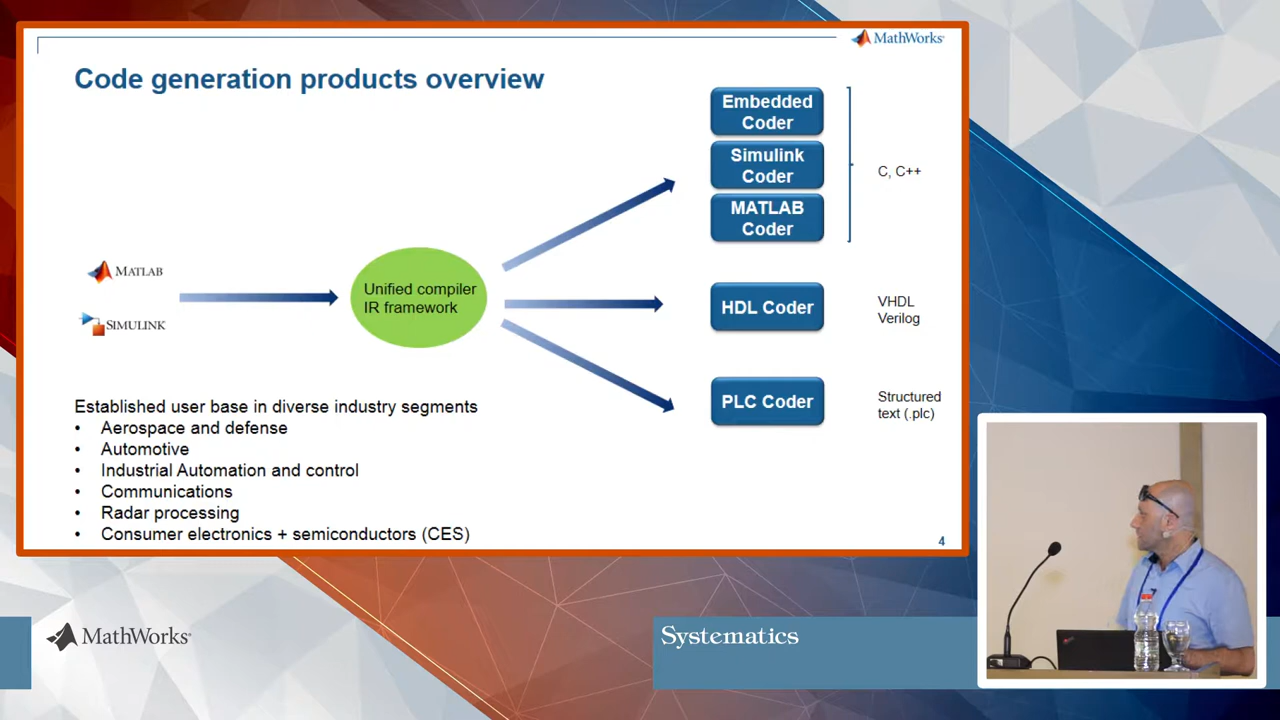 MathWorks
Code generation products overview
Embedded
Coder
Simulink
Coder
MATLAB
Coder
C, C++
MATLAB
SIMULINK
Unified compiler
IR framework
HDL Coder
VHDL
Verilog
PLC Coder
Structured
text (.plc)
Established user base in diverse industry segments
• Aerospace and defense
• Automotive
• Industrial Automation and control
• Communications
• Radar processing
• Consumer electronics + semiconductors (CES)
4
MathWorks
Systematics